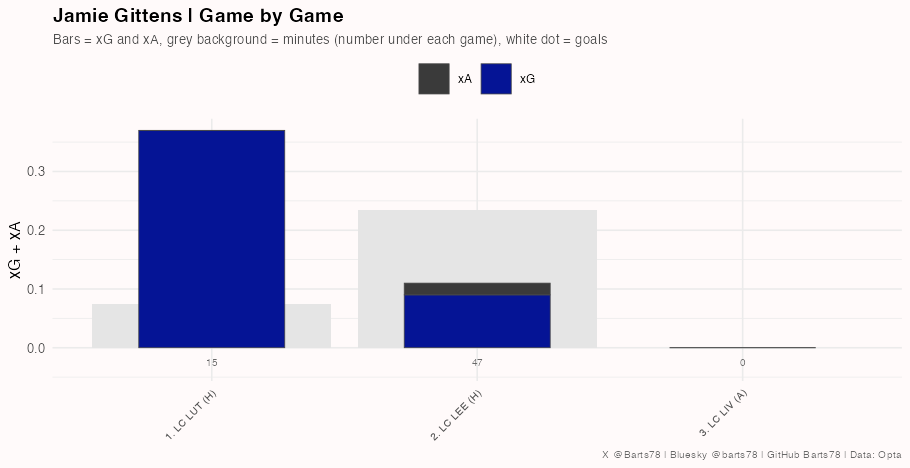 Jamie Gittens | Game by Game
Bars = xG and xA, grey background = minutes (number under each game), white dot = goals
xA xG
xG + xA
0.3
0.2
0.1
0.0
15 47 0
1. LC LUT (H) 2. LC LEE (H) 3. LC LIV (A)
X @Barts78 | Bluesky @barts78 | GitHub Barts78 | Data: Opta